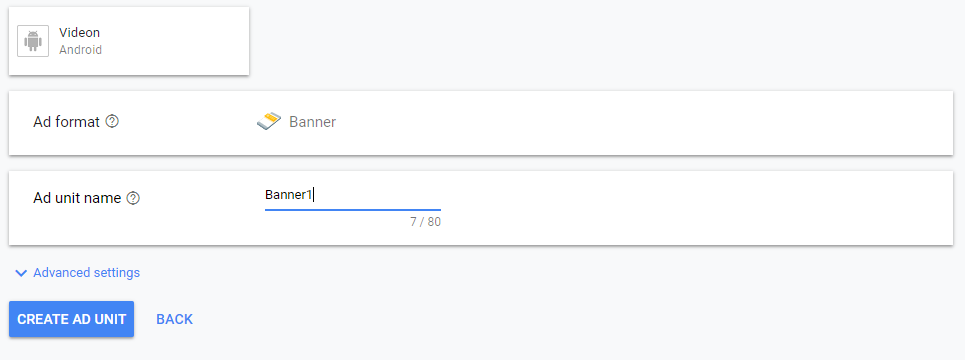 Videon
Android
Ad format
Banner
Ad unit name
Banner1
7 / 80
Advanced settings
CREATE AD UNIT
BACK